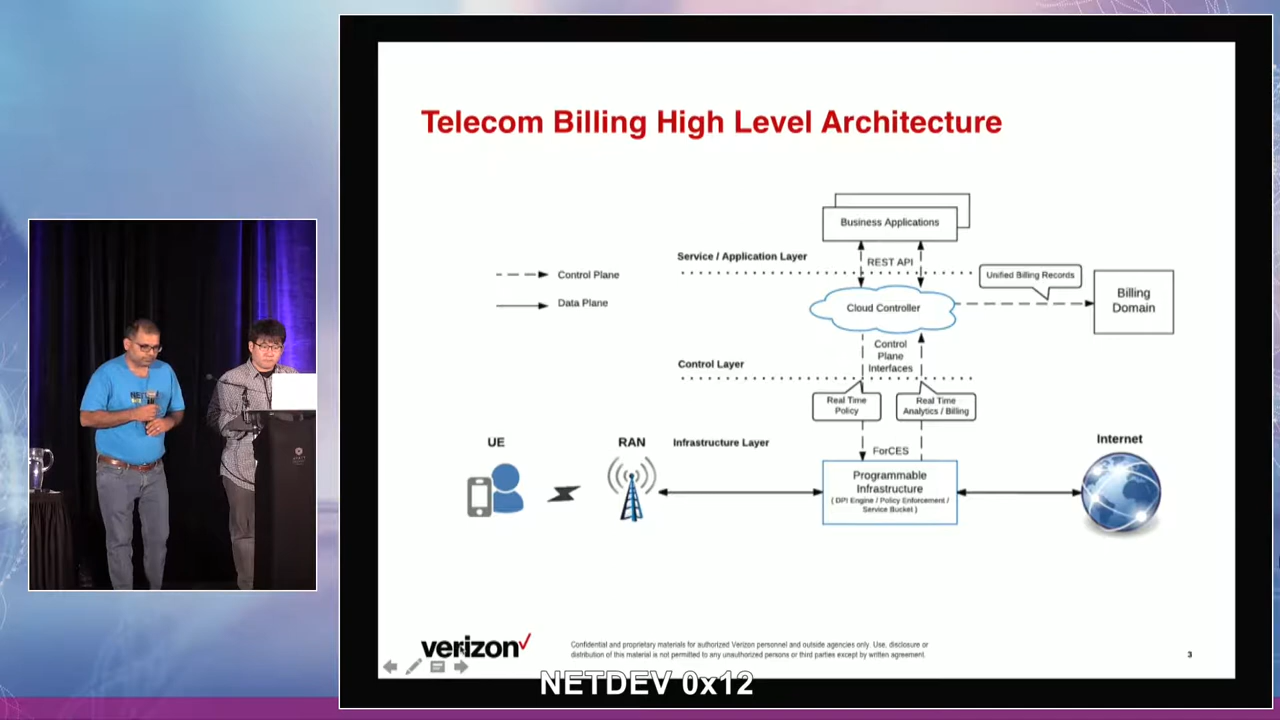 Telecom Billing High Level Architecture
Business Applications
Service / Application Layer
REST API
Control Plane
Unified Billing Records
Data Plane
Cloud Controller
Billing
Domain
Control
Plane
Interfaces
Control Layer
Real Time
Policy
Real Time
Analytics / Billing
UE
RAN
Infrastructure Layer
ForCES
Internet
Programmable
Infrastructure
( DPI Engine / Policy Enforcement /
Service Bucket )
verizon
Confidential and proprietary materials for authorized Verizon personnel and outside agencies only. Use, disclosure or
distribution of this material is not permitted to any unauthorized persons or third parties except by written agreement.
3
NETDEV 0x12